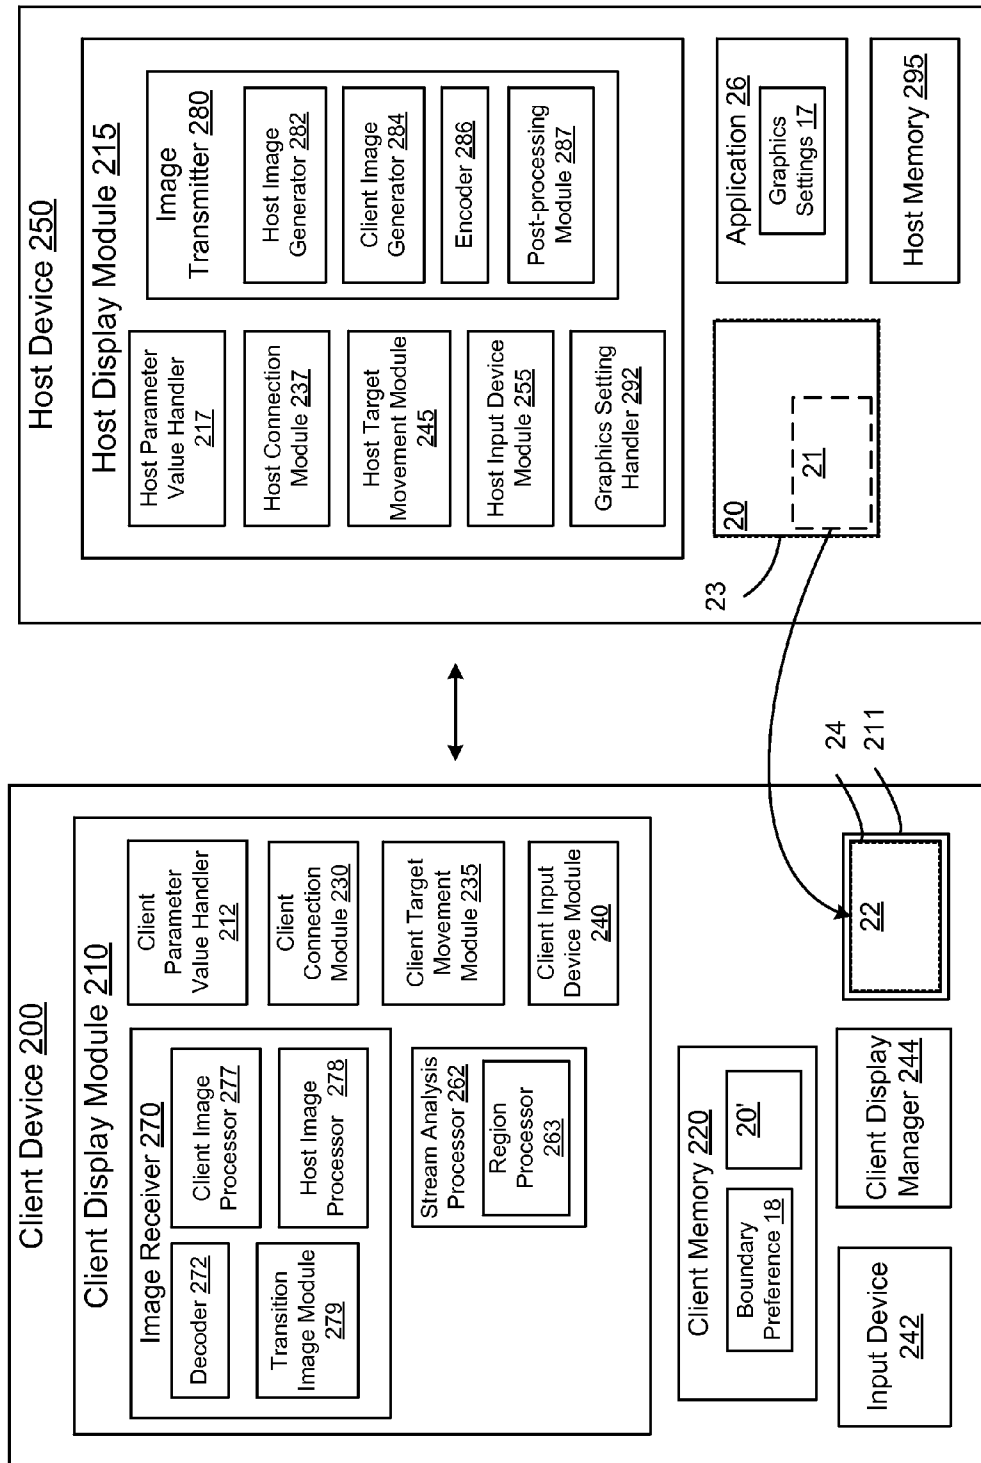 Client Device 200
Client Display Module 210
Image Receiver 270
Decoder 272
Client Image
Processor 277
Transition
Image Module
279
Host Image
Processor 278
Stream Analysis
Processor 262
Region
Processor
263
Client
Parameter
Value Handler
212
Client
Connection
Module 230
Client Target
Movement
Module 235
Client Input
Device Module
240
Client Memory 220
Boundary
Preference 18
20'
Input Device
242
Client Display
Manager 244
22
24
211
Host Device 250
Host Display Module 215
Host Parameter
Value Handler
217
Host Connection
Module 237
Host Target
Movement Module
245
Host Input Device
Module 255
Graphics Setting
Handler 292
Image
Transmitter 280
Host Image
Generator 282
Client Image
Generator 284
Encoder 286
Post-processing
Module 287
20
21
23
Application 26
Graphics
Settings 17
Host Memory 295